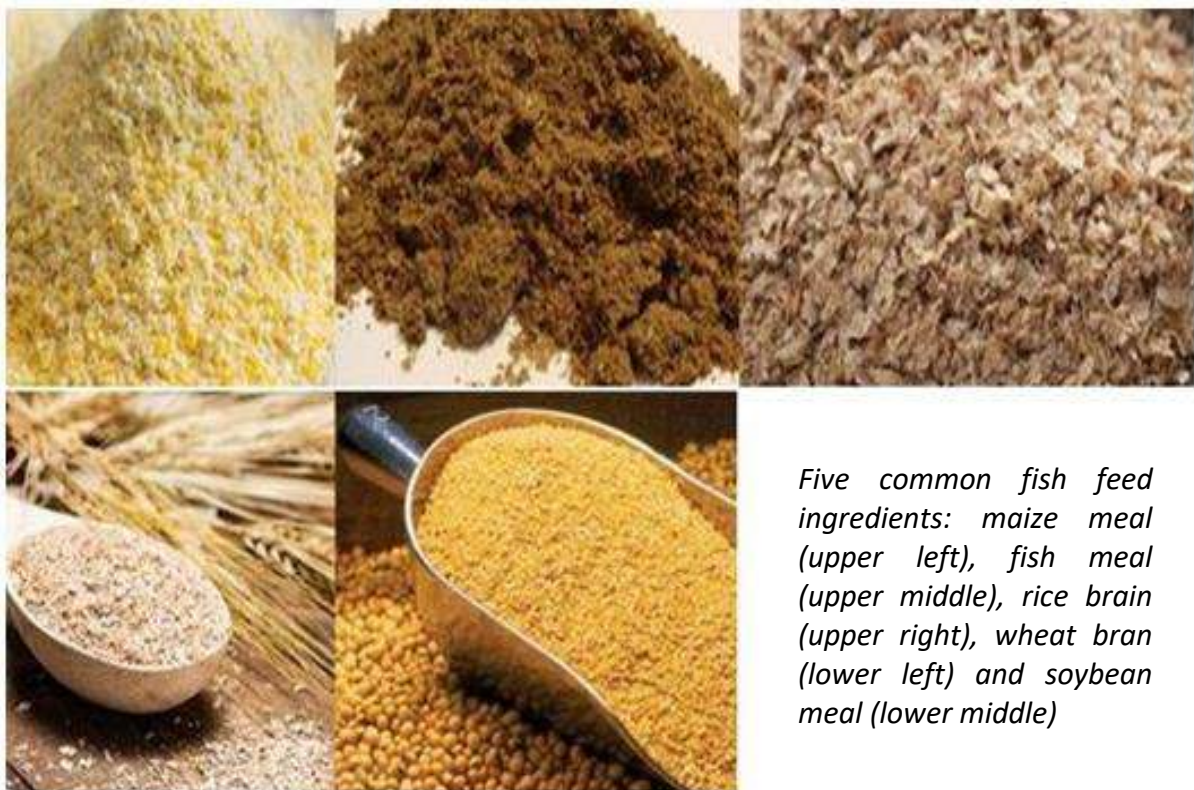 Five common fish feed
ingredients: maize meal
(upper left), fish meal
(upper middle), rice brain
(upper right), wheat bran
(lower left) and soybean
meal (lower middle)